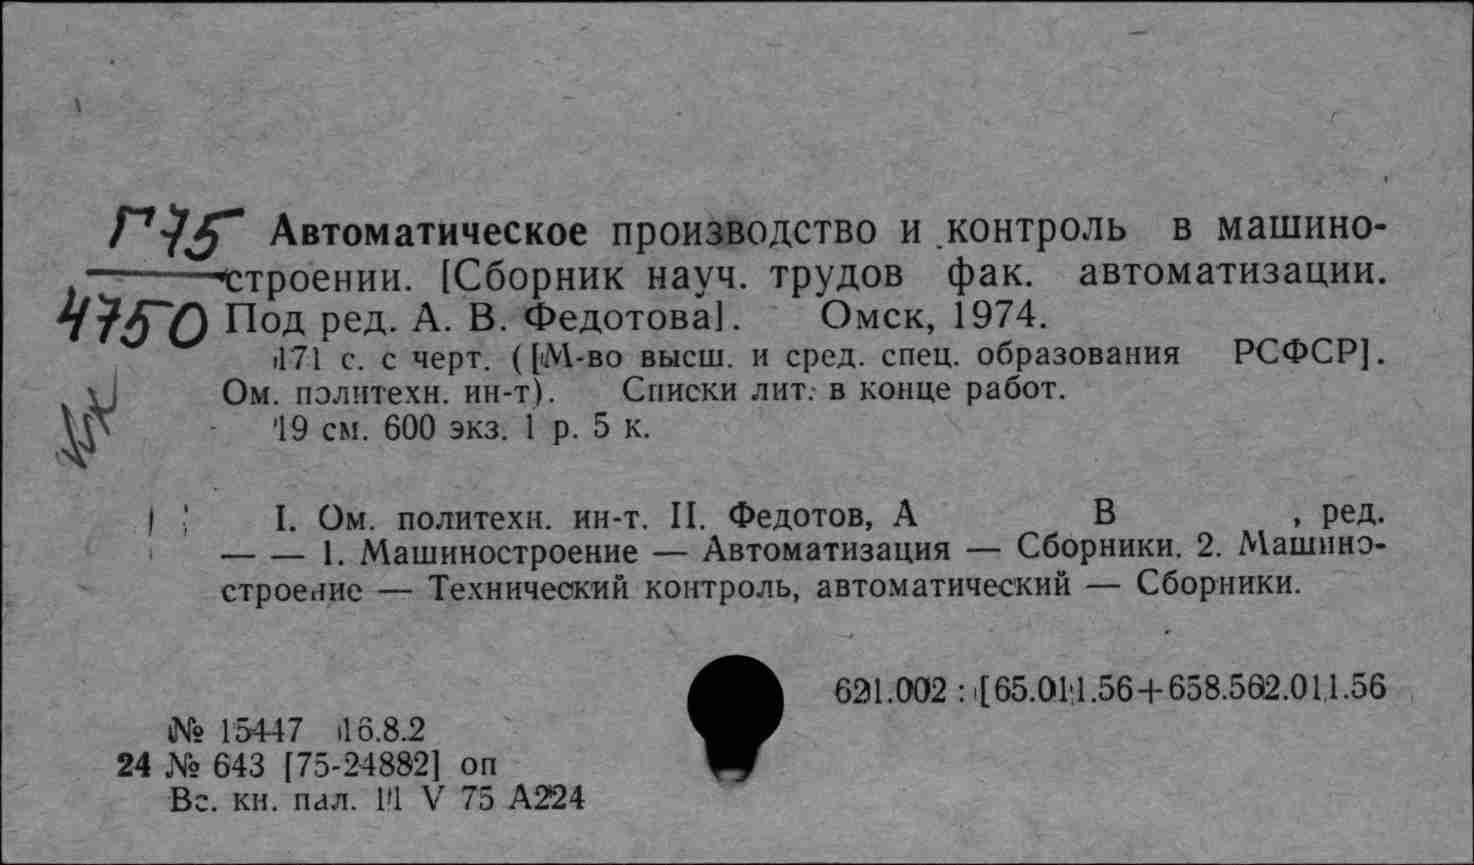 Г75 Автоматическое производство и контроль в машино-
строении. [Сборник науч. трудов фак. автоматизации.
4750 Под ред. А. В. Федотова]. Омск, 1974.
171 с. с черт. ([М-во высш. и сред. спец. образования РСФСР].
Ом. политехн. ин-т). Списки лит. в конце работ.
19 см. 600 экз. 1 р. 5 к.
I. Ом. политехн. ин-т. II. Федотов, А В , ред.
— — 1. Машиностроение — Автоматизация — Сборники. 2. Машино-
строение — Технический контроль, автоматический — Сборники.
621.002 : [65.011.56+658.562.011.56
№ 15447 16.8.2
24 № 643 [75-24882] оп
Вс. кн. пал. 11 V 75 А224